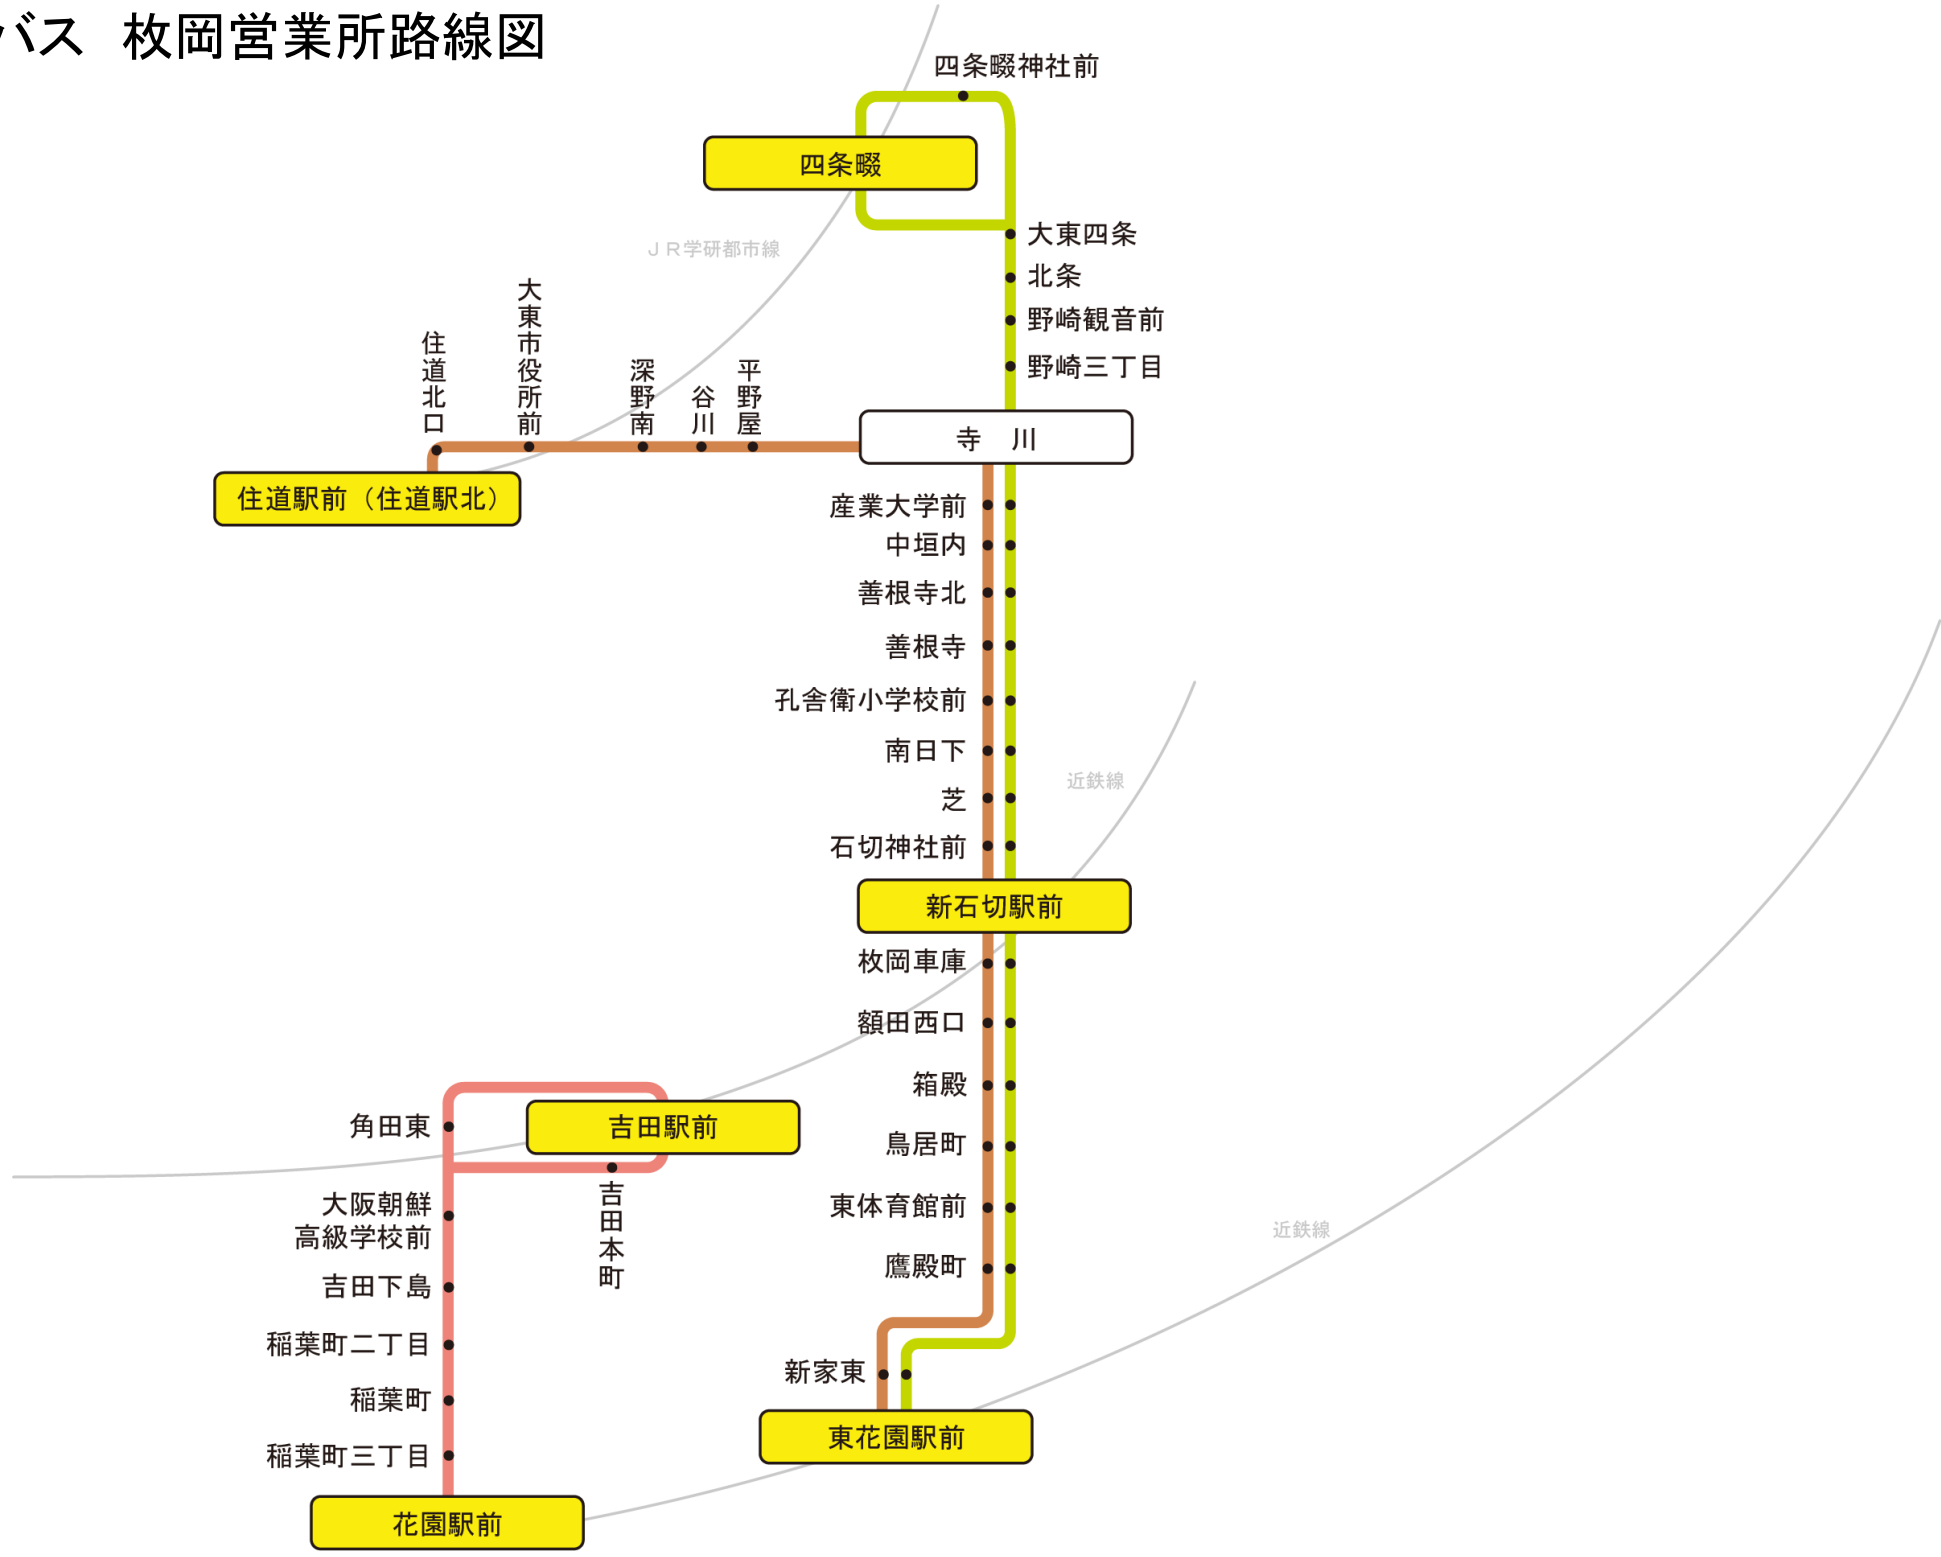 バス　枚岡営業所路線図
四条畷神社前
四条畷
ＪＲ学研都市線
大東四条
北条
野崎観音前
野崎三丁目
住道北口
大東市役所前
深野南
谷川
平野屋
寺　川
住道駅前（住道駅北）
産業大学前
中垣内
善根寺北
善根寺
孔舎衛小学校前
南日下
芝
石切神社前
近鉄線
新石切駅前
枚岡車庫
額田西口
箱殿
鳥居町
東体育館前
鷹殿町
新家東
東花園駅前
近鉄線
吉田駅前
角田東
吉田本町
大阪朝鮮
高級学校前
吉田下島
稲葉町二丁目
稲葉町
稲葉町三丁目
花園駅前